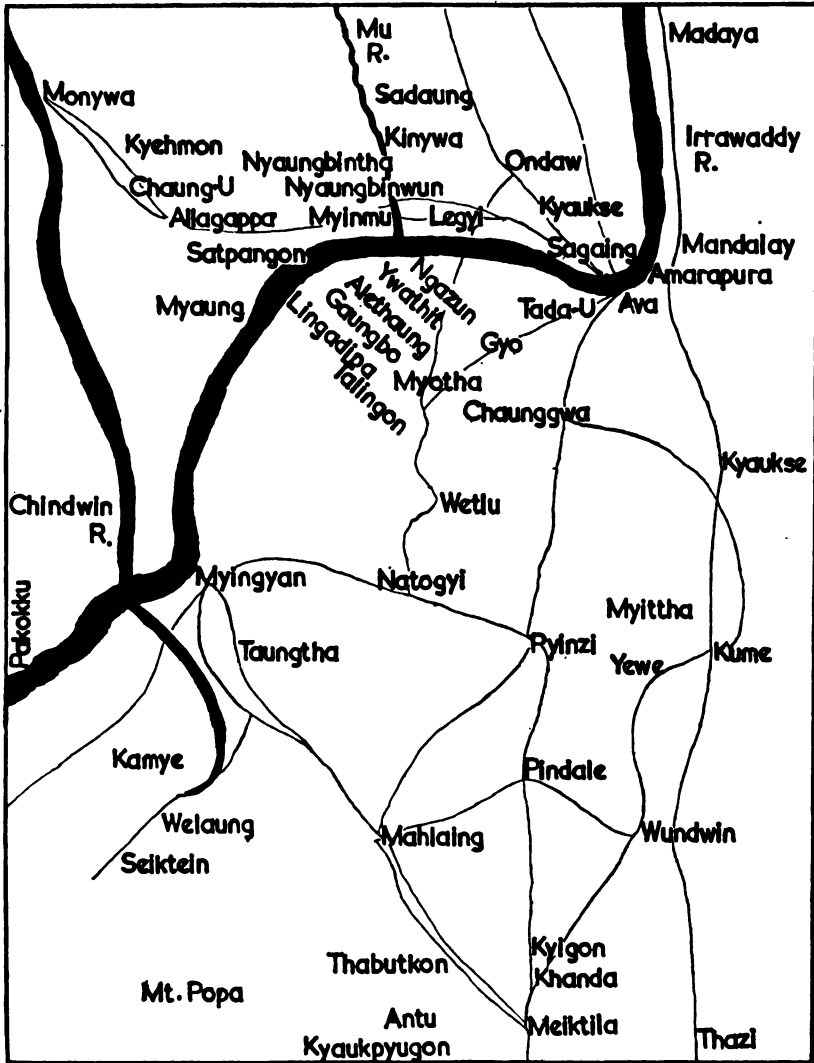 Mu
R.
Madaya
Monywa
Sadaung
Kyehmon
Kinywa
Irrawaddy
R.
Nyaungbintha
Ondaw
Chaung-U
Nyaungbinwun
Allagappa
Myinmu
Legyi
Kyaukse
Satpangon
Sagaing
Mandalay
Amarapura
Myaung
Ngazun
Ywathit
Alethaung
Gaungbo
Lingadipa
Talingon
Tada-U
Ava
Gyo
Myotha
Chaunggwa
Kyaukse
Chindwin
R.
Wetlu
Pakokku
Myingyan
Natogyi
Myittha
Taungtha
Pyinzi
Yewe
Kume
Kamye
Pindale
Welaung
Mahlaing
Wundwin
Seiktein
Thabutkon
Kyigon
Khanda
Mt. Popa
Antu
Meiktila
Kyaukpyugon
Thazi